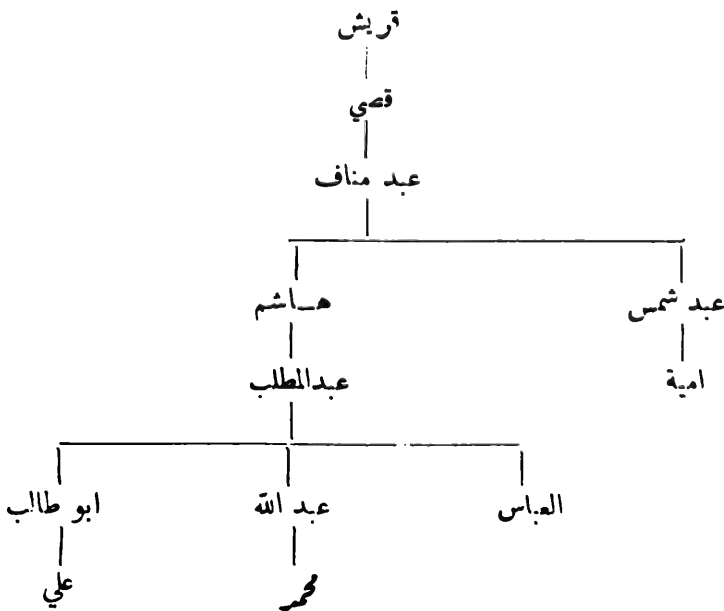 قريش
قصي
عبد مناف
عبد شمس هاشم
امية عبدالمطلب
العباس عبد الله ابو طالب
محمد علي